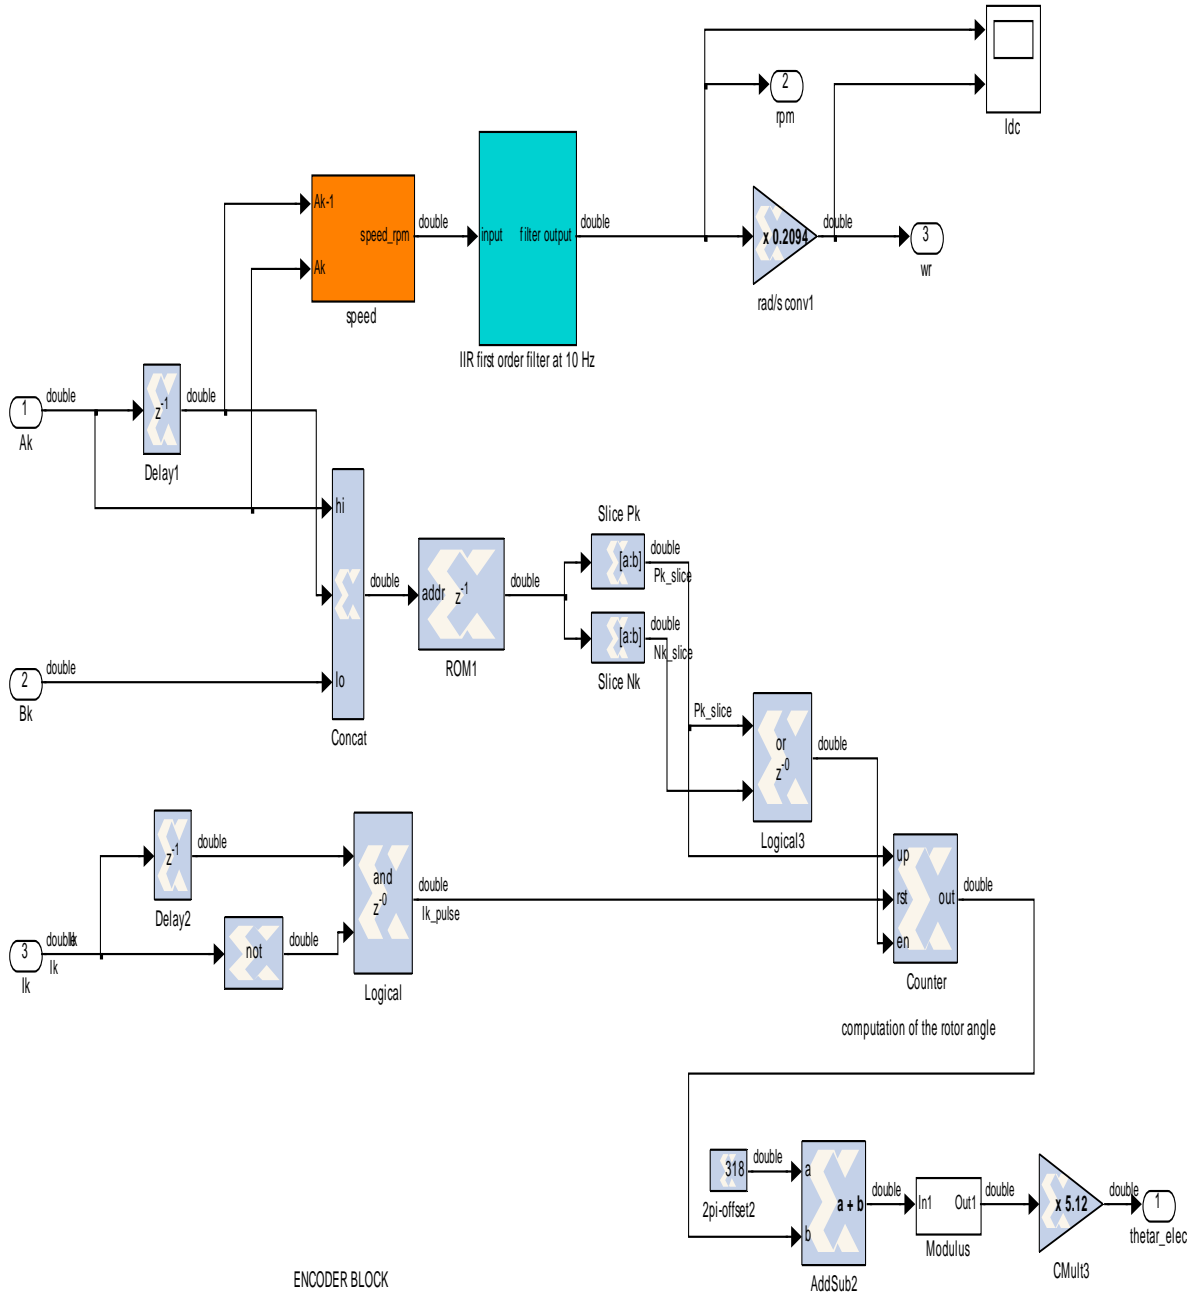 2
rpm
Idc
Ak-1
speed_rpm
Ak
speed
double
input
filter output
IIR first order filter at 10 Hz
double
x 0.2094
rad/s conv1
double
3
wr
1
Ak
double
z-1
Delay1
double
hi
lo
Concat
double
addr
z-1
ROM1
double
Slice Pk
[a:b]
double
Pk_slice
[a:b]
double
Nk_slice
Slice Nk
2
Bk
double
Pk_slice
or
z-0
Logical3
double
z-1
Delay2
double
and
z-0
Logical
double
Ik_pulse
3
Ik
double
Ik
Ik
not
double
up
rst
en
out
Counter
double
computation of the rotor angle
318
2pi-offset2
double
a
b
a + b
AddSub2
double
In1
Out1
Modulus
double
x 5.12
CMult3
double
1
thetar_elec
ENCODER BLOCK